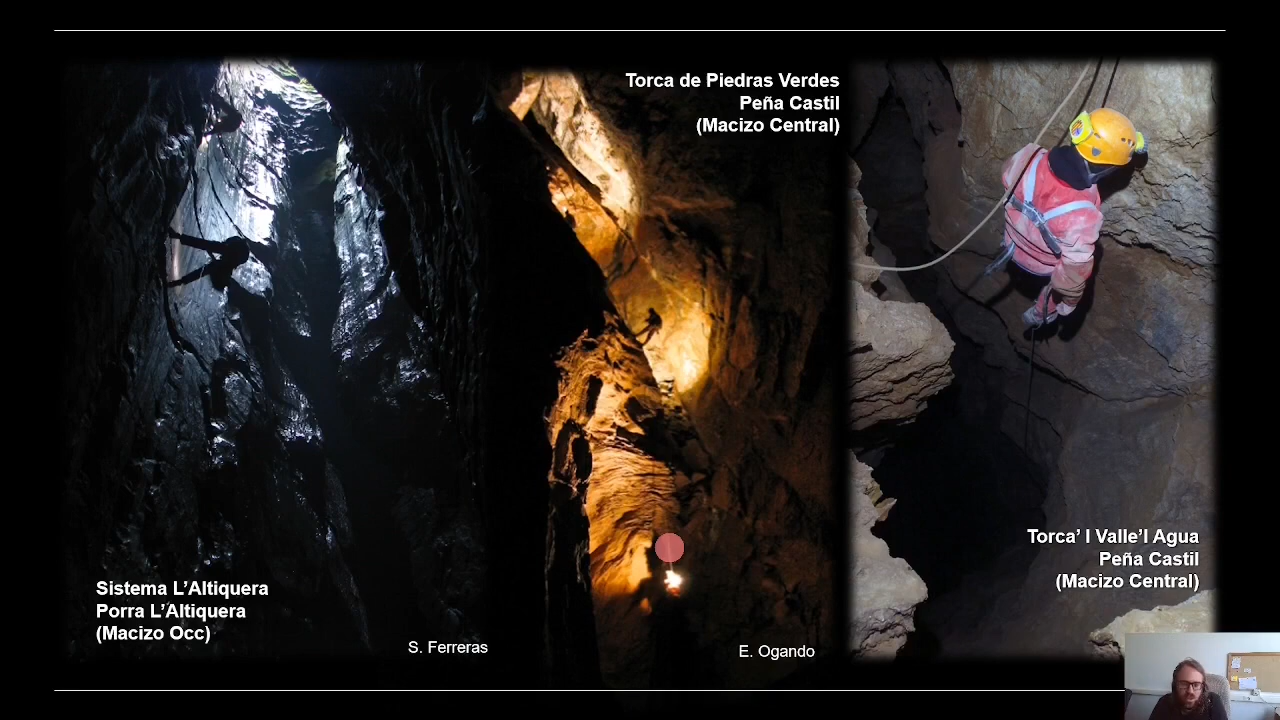 Torca de Piedras Verdes
Peña Castil
(Macizo Central)
Sistema L’Altiquera
Porra L’Altiquera
(Macizo Occ)
S. Ferreras
E. Ogando
Torca’ l Valle’l Agua
Peña Castil
(Macizo Central)